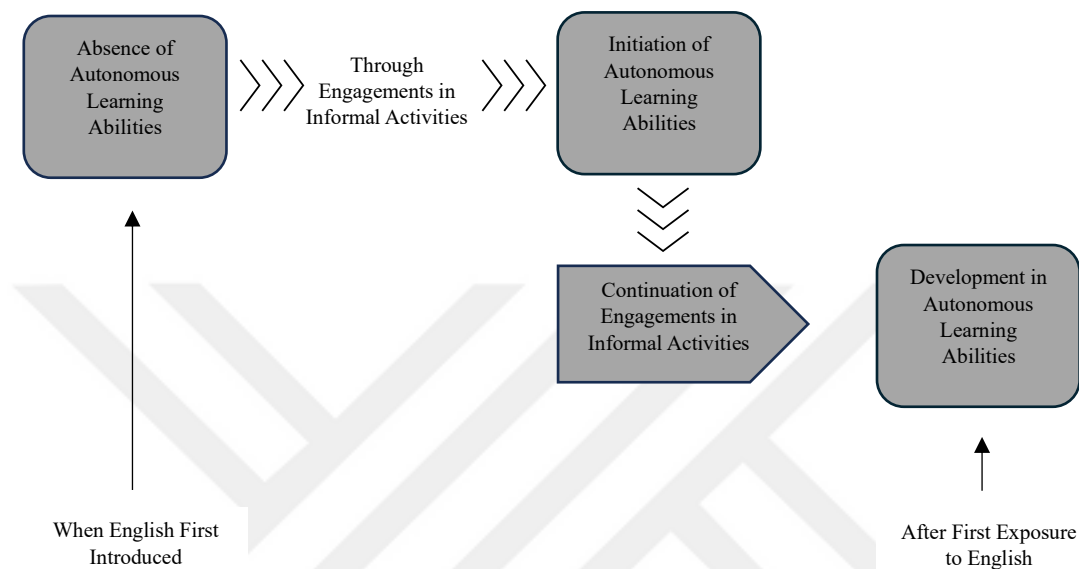 Absence of
Autonomous
Learning
Abilities
Through
Engagements in
Informal Activities
Initiation of
Autonomous
Learning
Abilities
Continuation of
Engagements in
Informal Activities
Development in
Autonomous
Learning
Abilities
When English First
Introduced
After First Exposure
to English